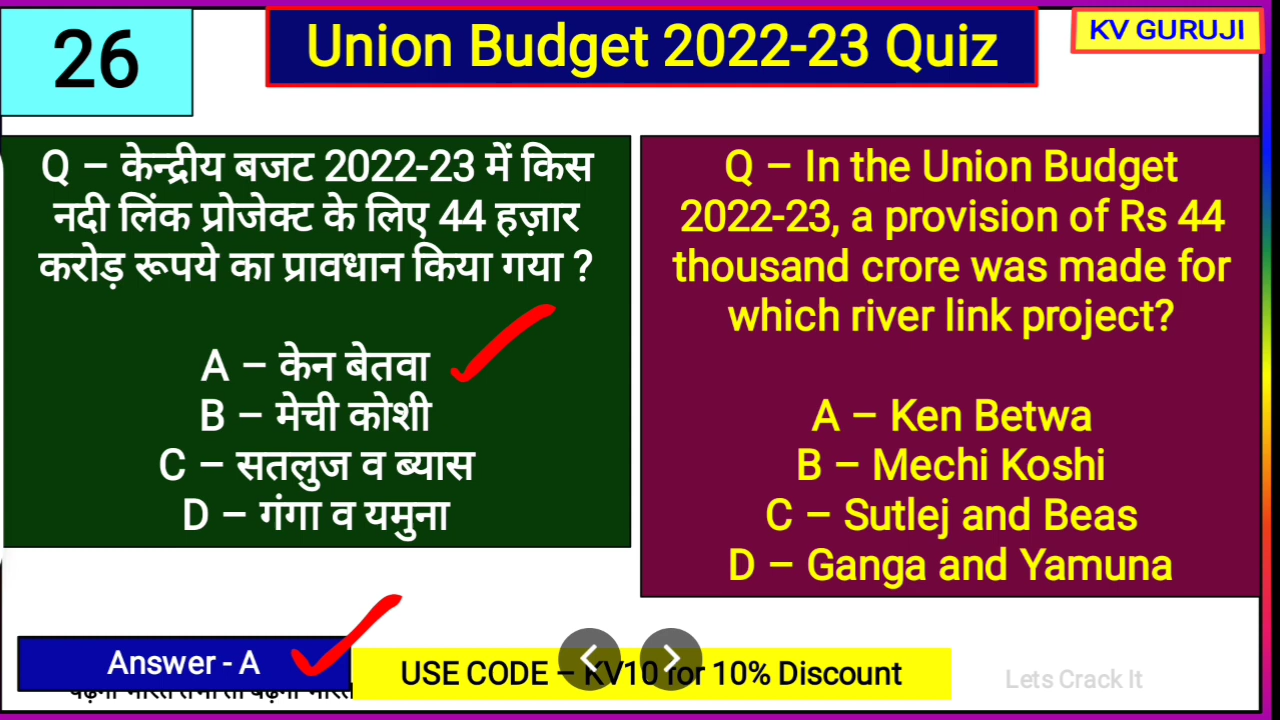 26
Union Budget 2022-23 Quiz
KV GURUJI
Q – केन्द्रीय बजट 2022-23 में किस
नदी लिंक प्रोजेक्ट के लिए 44 हज़ार
करोड़ रूपये का प्रावधान किया गया ?
A – केन बेतवा
B – मेची कोशी
C – सतलुज व ब्यास
D – गंगा व यमुना
Q – In the Union Budget
2022-23, a provision of Rs 44
thousand crore was made for
which river link project?
A – Ken Betwa
B – Mechi Koshi
C – Sutlej and Beas
D – Ganga and Yamuna
Answer - A
USE CODE – KV10 for 10% Discount
Lets Crack It